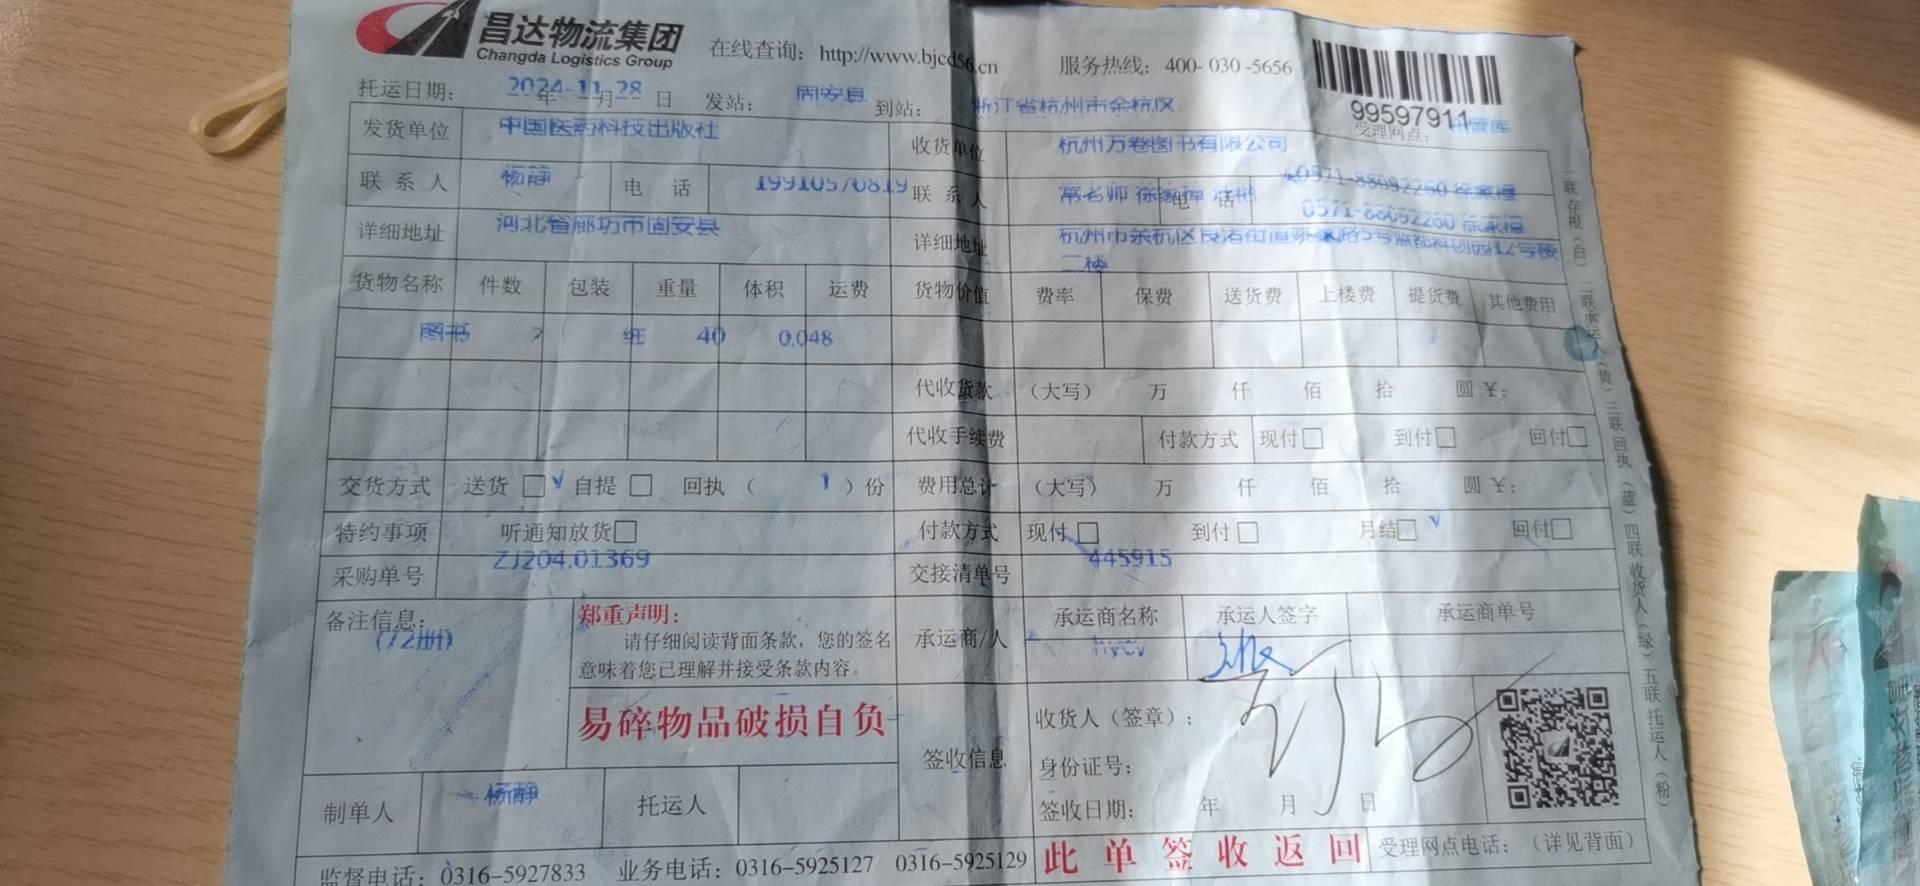 昌达物流集团
Changda Logistics Group
在线查询: http://www.bjcd56.cn
服务热线: 400-030-5656
99597911
受理网点:
托运日期: 2024-11-28 年 月 日 发站: 固安县 到站: 浙江省杭州市余杭区
发货单位 中国医药科技出版社 收货单位 杭州万卷图书有限公司
联系人 杨静 电话 19910570819 联系人 常老师 徐家 电话 0571-88092260
0571-88092260
详细地址 河北省廊坊市固安县 详细地址 杭州市余杭区良渚街道 12号楼
二楼
货物名称 件数 包装 重量 体积 运费 货物价值 费率 保费 送货费 上楼费 提货费 其他费用
图书 2 纸 40 0.048
代收货款 (大写) 万 仟 佰 拾 圆 ¥:
代收手续费 付款方式 现付□ 到付□ 回付□
交货方式 送货□√ 自提□ 回执(1)份 费用总计 (大写) 万 仟 佰 拾 圆 ¥:
特约事项 听通知放货□ 付款方式 现付□ 到付□ 月结□√ 回付□
采购单号 ZJ204.01369 交接清单号 445915
备注信息:
(72册)
郑重声明:
请仔细阅读背面条款,您的签名
意味着您已理解并接受条款内容。
易碎物品破损自负
承运商/人 承运商名称 承运人签字 承运商单号
签收信息
收货人(签章):
身份证号:
签收日期: 年 月 日
制单人 杨静 托运人
监督电话: 0316-5927833 业务电话: 0316-5925127 0316-5925129 此单签收返回 受理网点电话: (详见背面)
一联存根(白) 二联承运人(黄) 三联回执(蓝) 四联收货人(绿) 五联托运人(粉)